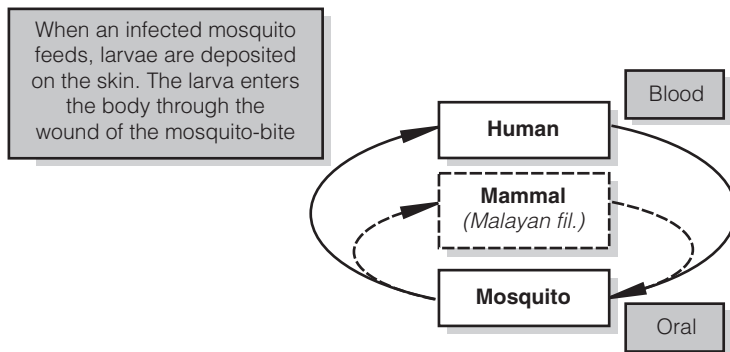 When an infected mosquito
feeds, larvae are deposited
on the skin. The larva enters
the body through the
wound of the mosquito-bite
Blood
Human
Mammal
(Malayan fil.)
Mosquito
Oral